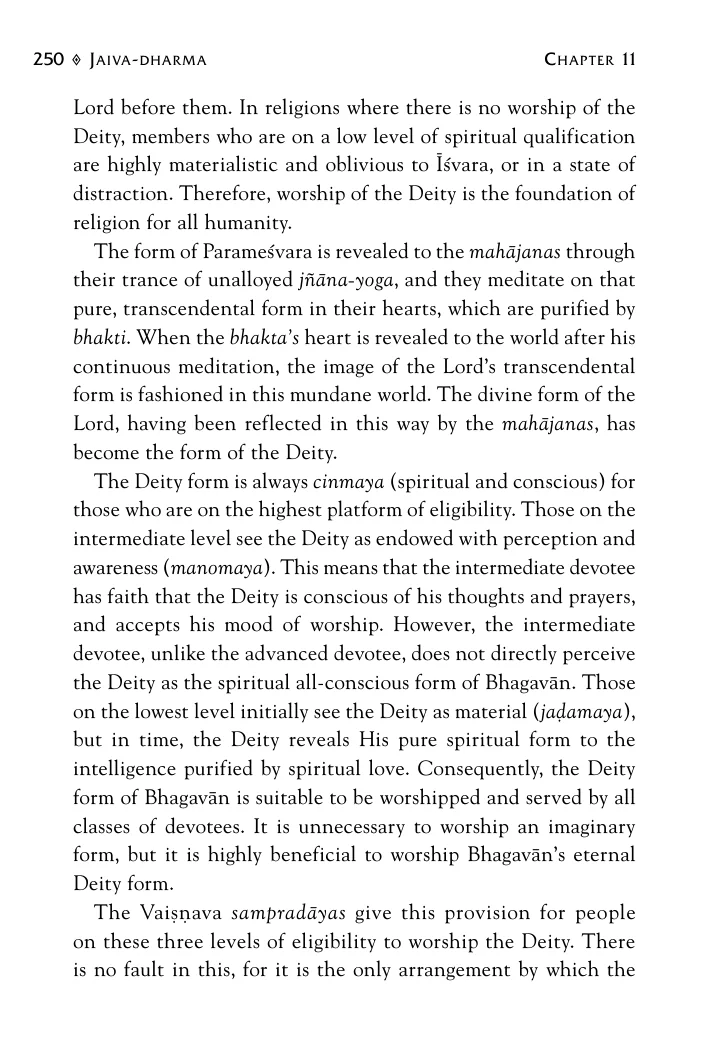 250 ◊ Jaiva-dharma Chapter 11
Lord before them. In religions where there is no worship of the
Deity, members who are on a low level of spiritual qualification
are highly materialistic and oblivious to Īśvara, or in a state of
distraction. Therefore, worship of the Deity is the foundation of
religion for all humanity.
The form of Parameśvara is revealed to the mahājanas through
their trance of unalloyed jñāna-yoga, and they meditate on that
pure, transcendental form in their hearts, which are purified by
bhakti. When the bhakta's heart is revealed to the world after his
continuous meditation, the image of the Lord's transcendental
form is fashioned in this mundane world. The divine form of the
Lord, having been reflected in this way by the mahājanas, has
become the form of the Deity.
The Deity form is always cinmaya (spiritual and conscious) for
those who are on the highest platform of eligibility. Those on the
intermediate level see the Deity as endowed with perception and
awareness (manomaya). This means that the intermediate devotee
has faith that the Deity is conscious of his thoughts and prayers,
and accepts his mood of worship. However, the intermediate
devotee, unlike the advanced devotee, does not directly perceive
the Deity as the spiritual all-conscious form of Bhagavān. Those
on the lowest level initially see the Deity as material (jaḍamaya),
but in time, the Deity reveals His pure spiritual form to the
intelligence purified by spiritual love. Consequently, the Deity
form of Bhagavān is suitable to be worshipped and served by all
classes of devotees. It is unnecessary to worship an imaginary
form, but it is highly beneficial to worship Bhagavān's eternal
Deity form.
The Vaiṣṇava sampradāyas give this provision for people
on these three levels of eligibility to worship the Deity. There
is no fault in this, for it is the only arrangement by which the